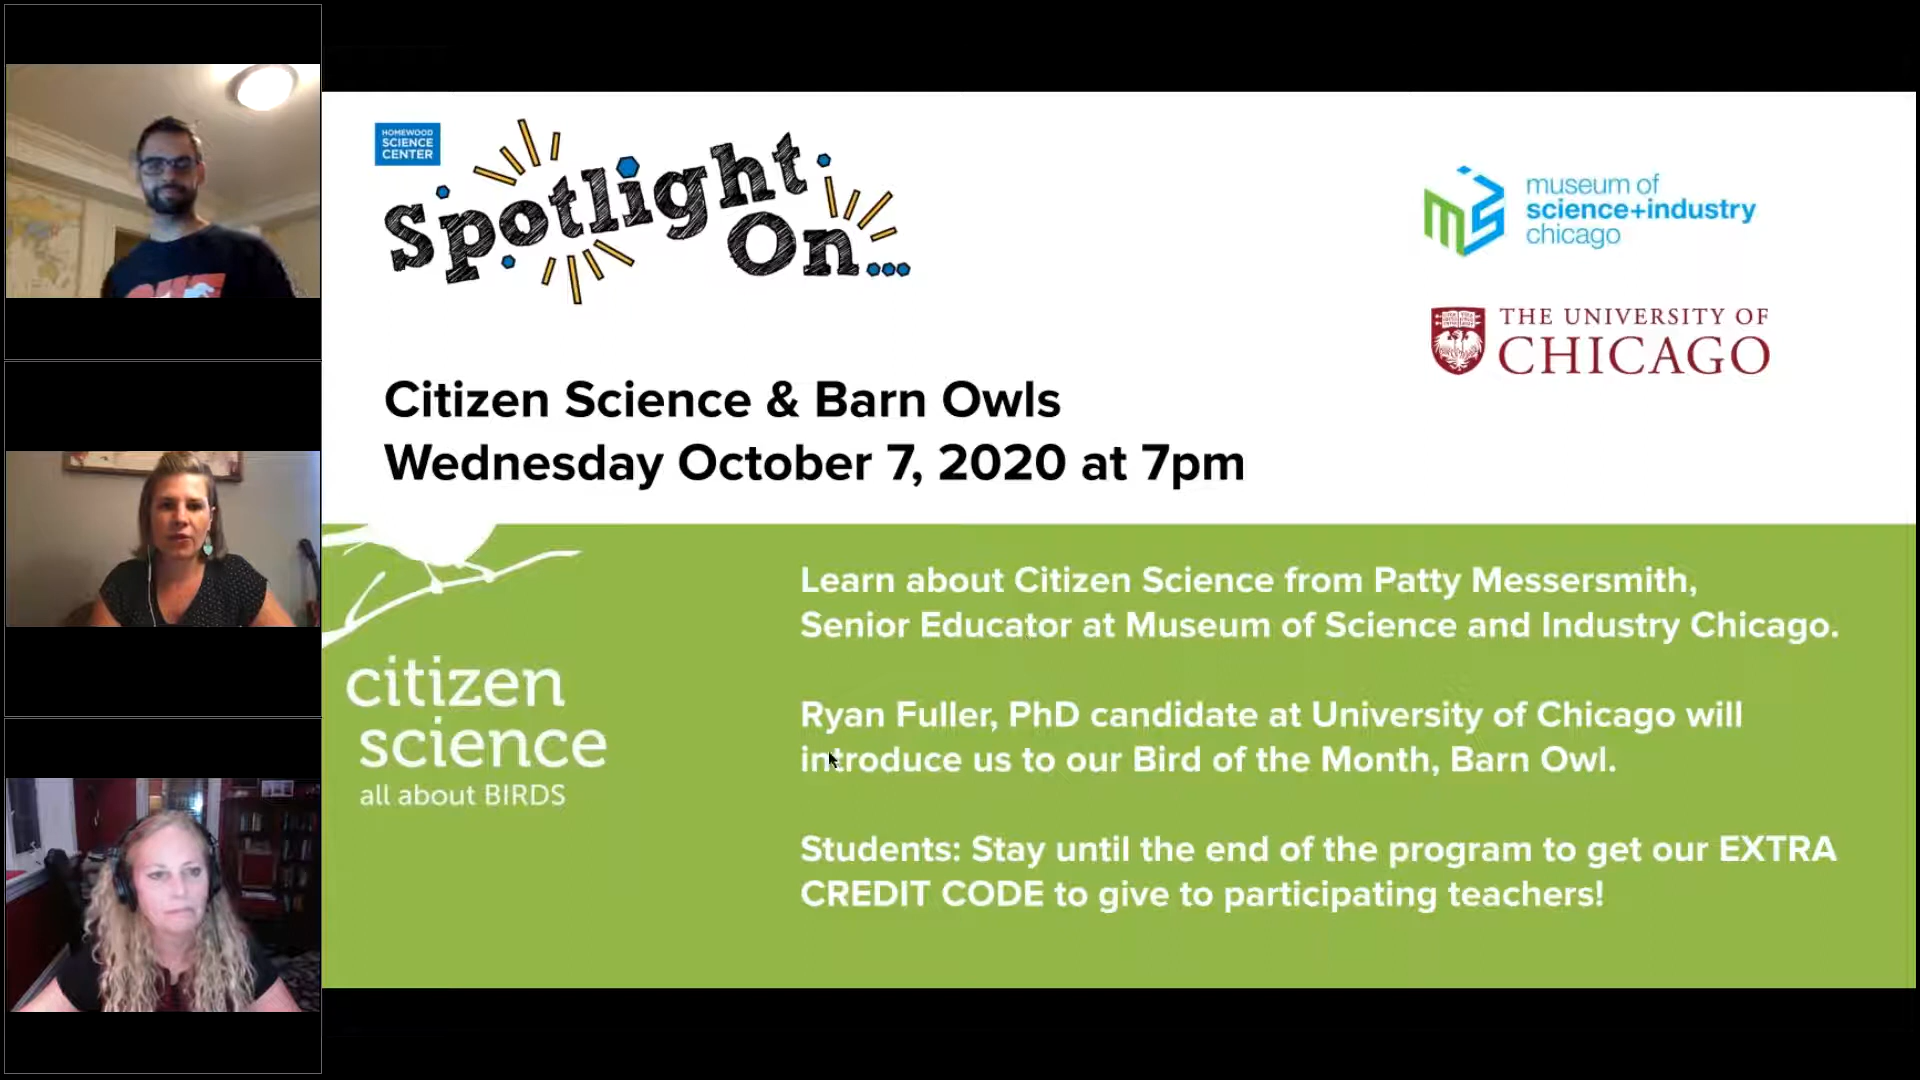 HOMEWOOD
SCIENCE
CENTER
Spotlight
On...
museum of
science+industry
chicago
THE UNIVERSITY OF
CHICAGO
Citizen Science & Barn Owls
Wednesday October 7, 2020 at 7pm
citizen
science
all about BIRDS
Learn about Citizen Science from Patty Messersmith,
Senior Educator at Museum of Science and Industry Chicago.
Ryan Fuller, PhD candidate at University of Chicago will
introduce us to our Bird of the Month, Barn Owl.
Students: Stay until the end of the program to get our EXTRA
CREDIT CODE to give to participating teachers!